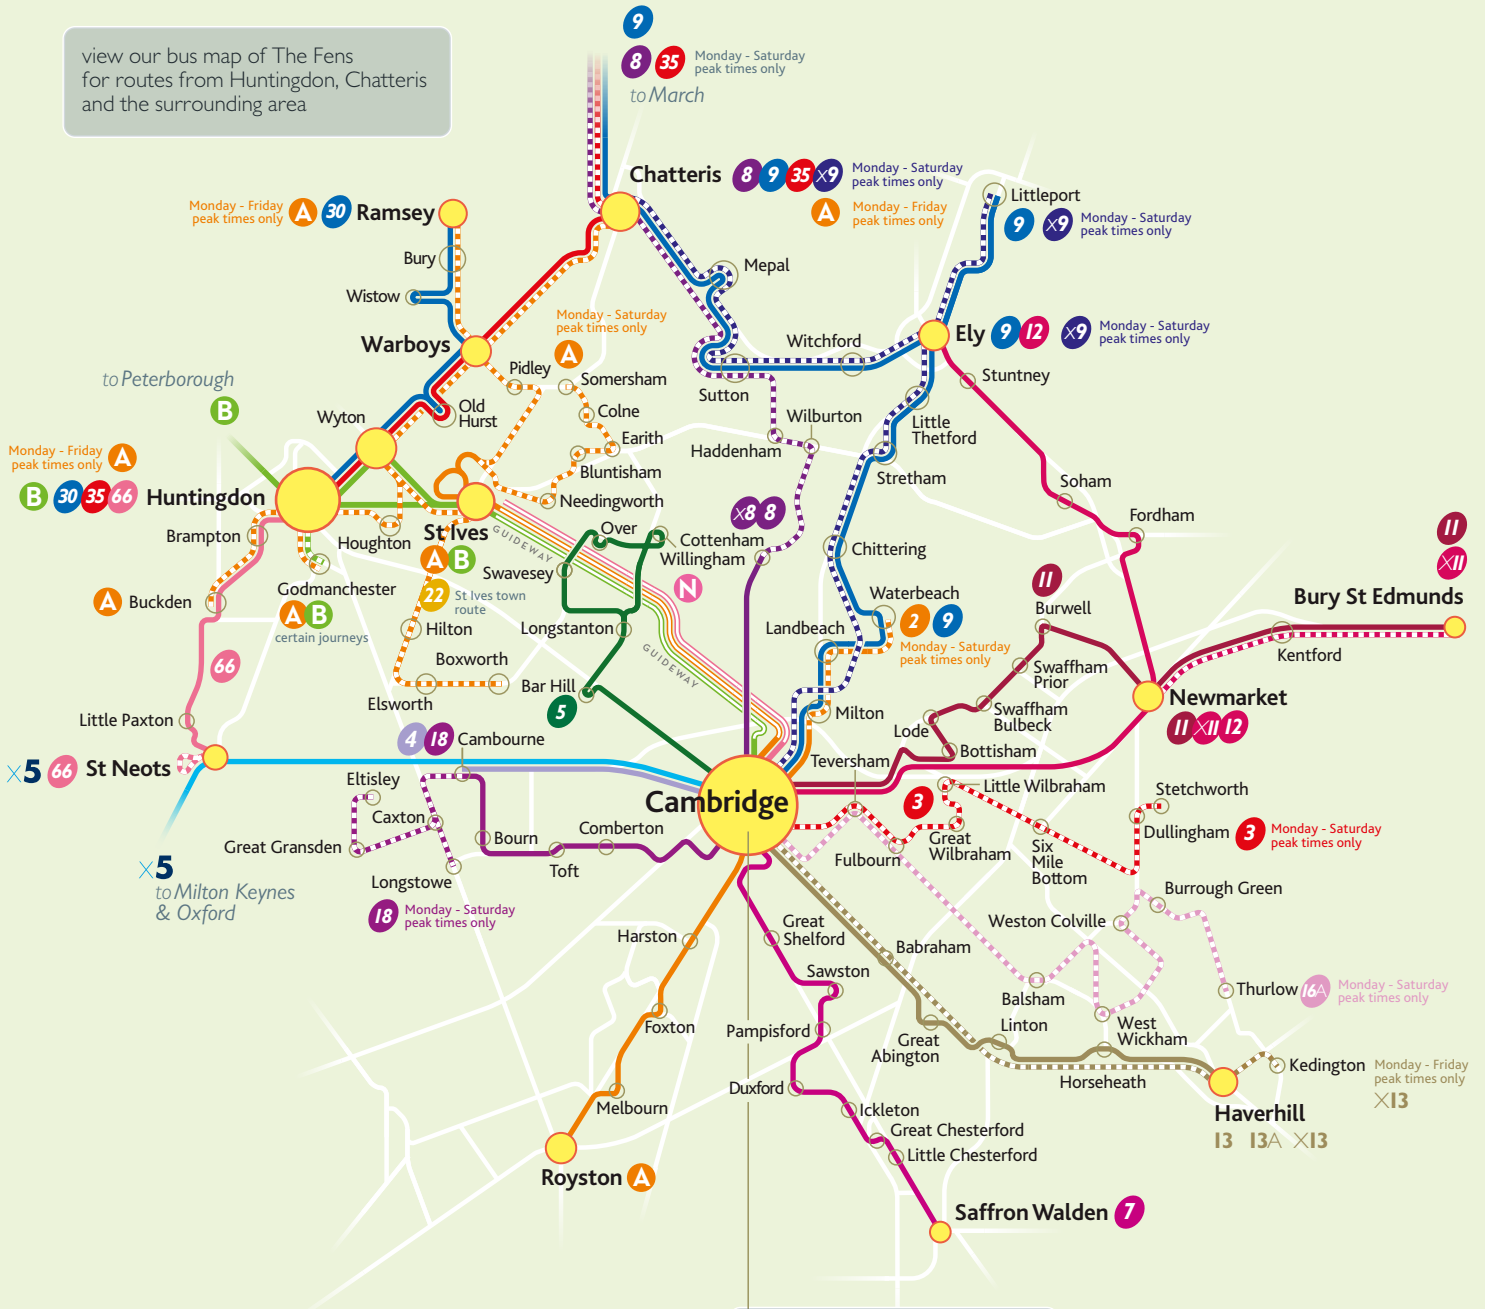 view our bus map of The Fens
for routes from Huntingdon, Chatteris
and the surrounding area
9
8 35 Monday - Saturday
peak times only
to March
Chatteris 8 9 35 X9 Monday - Saturday
peak times only
A Monday - Friday
peak times only
Littleport
9 X9 Monday - Saturday
peak times only
Monday - Friday
peak times only A 30 Ramsey
Bury
Wistow
Mepal
Monday - Saturday
peak times only
A
Warboys
Witchford
Ely 9 12 X9 Monday - Saturday
peak times only
Pidley
Somersham
Sutton
Stuntney
to Peterborough
B
Wyton
Old
Hurst
Colne
Earith
Wilburton
Haddenham
Little
Thetford
Monday - Friday
peak times only A
B 30 35 66 Huntingdon
Bluntisham
Stretham
Needingworth
Soham
X8 8
Fordham
Brampton
Houghton
St Ives
A B
GUIDEWAY
Over
Cottenham
Willingham
Chittering
11
X11
Swavesey
Godmanchester
A B
certain journeys
22 St Ives town
route
N
11
Burwell
Bury St Edmunds
A Buckden
Waterbeach
2 9
Monday - Saturday
peak times only
Hilton
Longstanton
Landbeach
Kentford
GUIDEWAY
Boxworth
Swaffham
Prior
66
Elsworth
Bar Hill
5
Newmarket
11 X11 12
Little Paxton
Milton
Swaffham
Bulbeck
Lode
4 18 Cambourne
Bottisham
X5 66 St Neots
Teversham
Eltisley
Little Wilbraham
Stetchworth
Cambridge
3
Caxton
Dullingham 3 Monday - Saturday
peak times only
Great Gransden
Bourn
Comberton
Toft
Fulbourn
Great
Wilbraham
Six
Mile
Bottom
X5
to Milton Keynes
& Oxford
Longstowe
18 Monday - Saturday
peak times only
Burrough Green
Great
Shelford
Weston Colville
Harston
Babraham
Sawston
Balsham
Thurlow 16A Monday - Saturday
peak times only
Foxton
Pampisford
Great
Abington
Linton
West
Wickham
Kedington Monday - Friday
peak times only
X13
Duxford
Horseheath
Melbourn
Ickleton
Haverhill
13 13A X13
Great Chesterford
Little Chesterford
Royston A
Saffron Walden 7